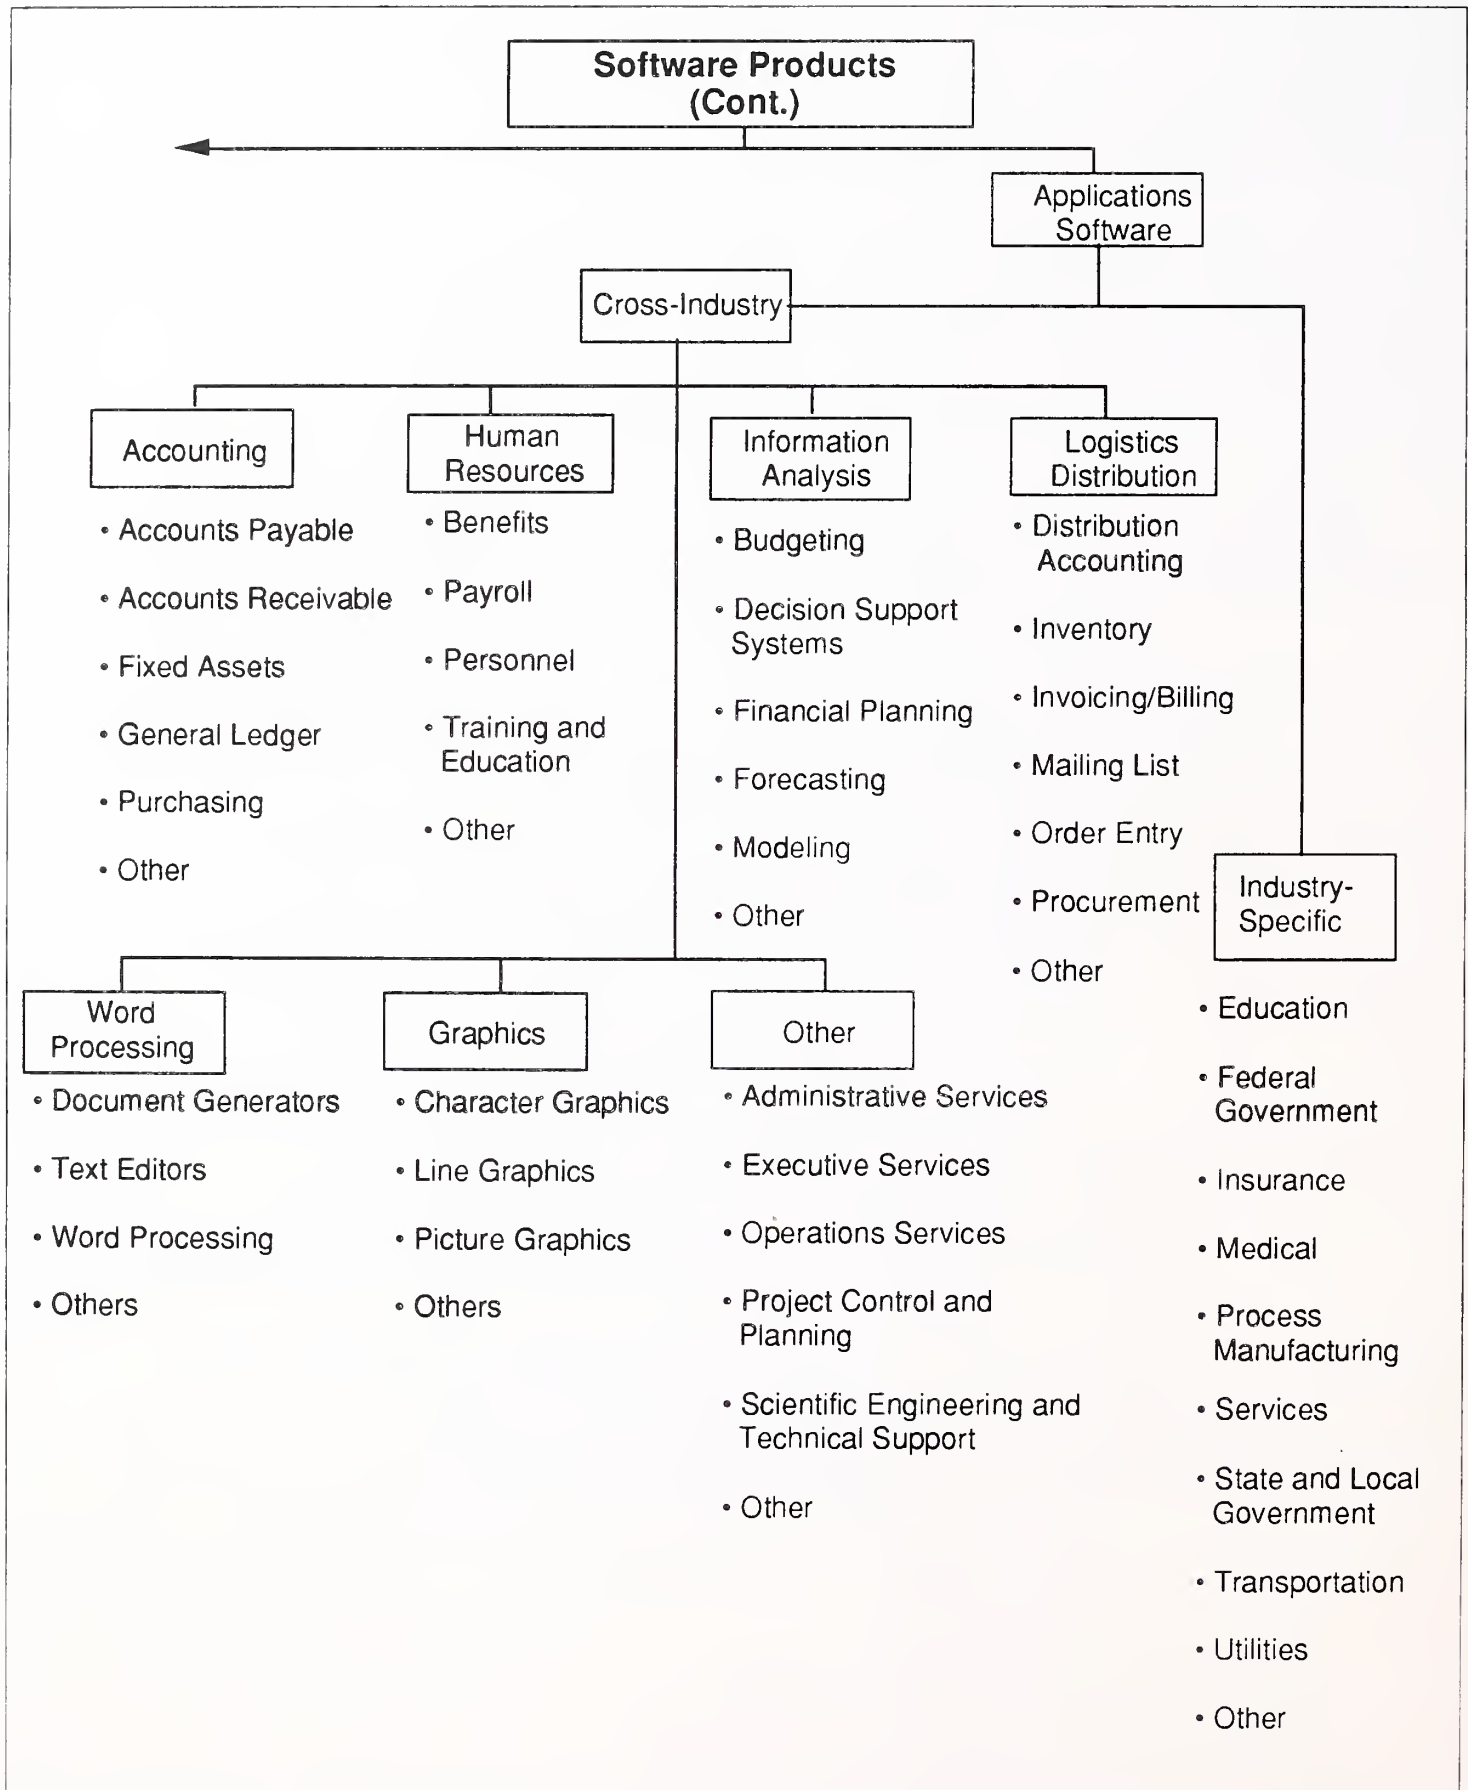 Software Products
(Cont.)
Applications
Software
Cross-Industry
Accounting
• Accounts Payable
• Accounts Receivable
• Fixed Assets
• General Ledger
• Purchasing
• Other
Human
Resources
• Benefits
• Payroll
• Personnel
• Training and
Education
• Other
Information
Analysis
• Budgeting
• Decision Support
Systems
• Financial Planning
• Forecasting
• Modeling
• Other
Logistics
Distribution
• Distribution
Accounting
• Inventory
• Invoicing/Billing
• Mailing List
• Order Entry
• Procurement
• Other
Word
Processing
• Document Generators
• Text Editors
• Word Processing
• Others
Graphics
• Character Graphics
• Line Graphics
• Picture Graphics
• Others
Other
• Administrative Services
• Executive Services
• Operations Services
• Project Control and
Planning
• Scientific Engineering and
Technical Support
• Other
Industry-
Specific
• Education
• Federal
Government
• Insurance
• Medical
• Process
Manufacturing
• Services
• State and Local
Government
• Transportation
• Utilities
• Other